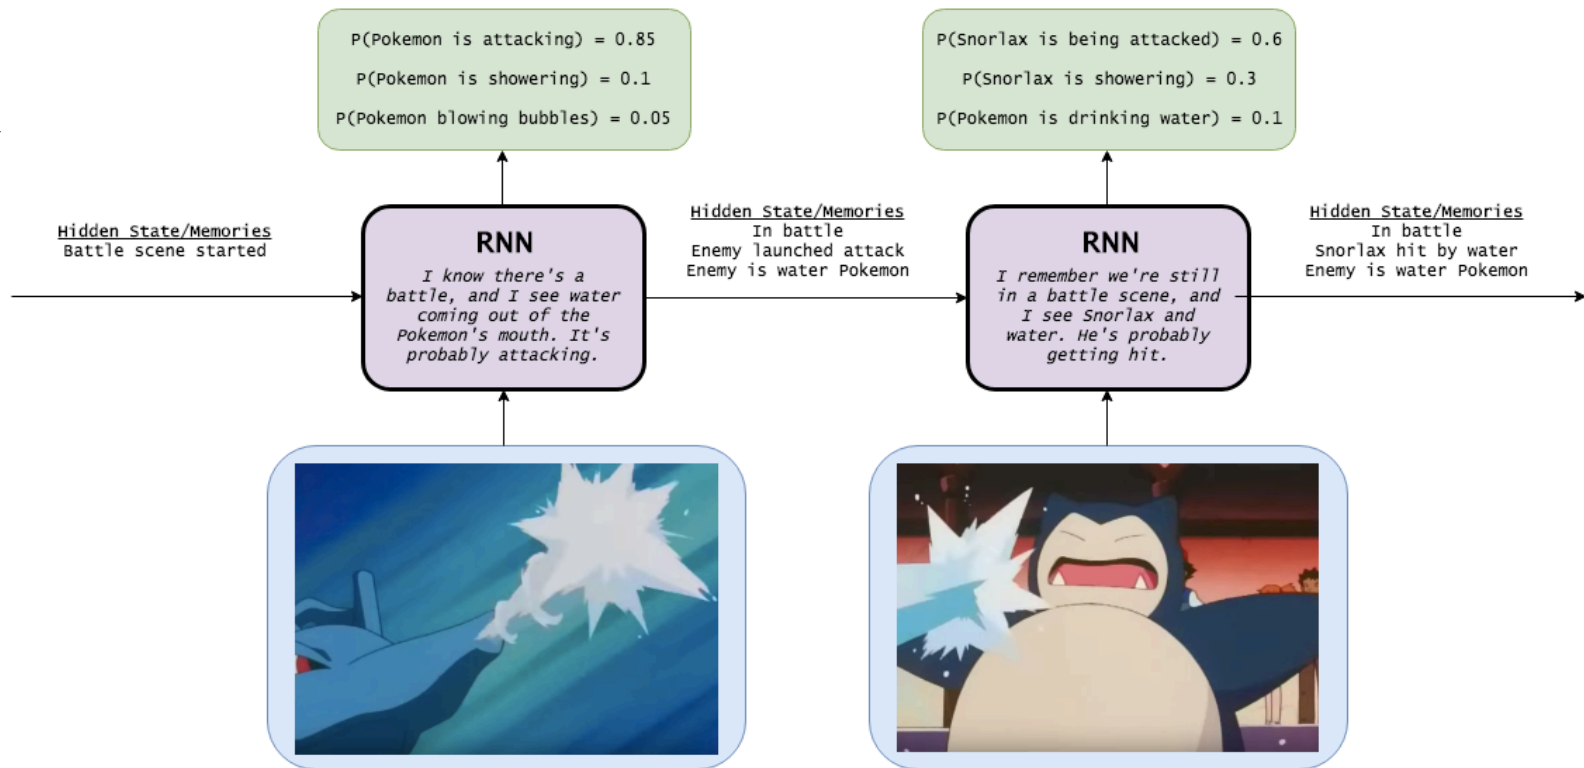 P(Pokemon is attacking) = 0.85
P(Pokemon is showering) = 0.1
P(Pokemon blowing bubbles) = 0.05
P(Snorlax is being attacked) = 0.6
P(Snorlax is showering) = 0.3
P(Pokemon is drinking water) = 0.1
Hidden State/Memories
Battle scene started
RNN
I know there's a
battle, and I see water
coming out of the
Pokemon's mouth. It's
probably attacking.
Hidden State/Memories
In battle
Enemy launched attack
Enemy is water Pokemon
RNN
I remember we're still
in a battle scene, and
I see Snorlax and
water. He's probably
getting hit.
Hidden State/Memories
In battle
Snorlax hit by water
Enemy is water Pokemon